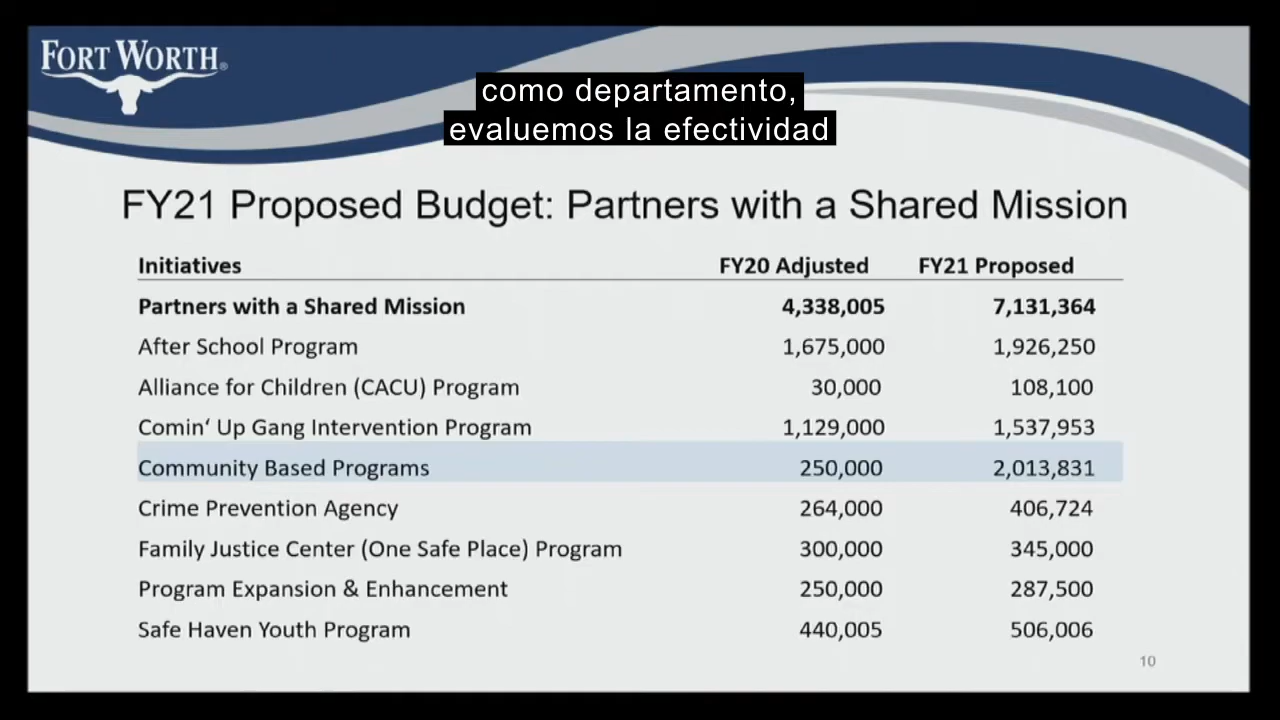 FORT WORTH®
como departamento,
evaluemos la efectividad
FY21 Proposed Budget: Partners with a Shared Mission
Initiatives FY20 Adjusted FY21 Proposed
Partners with a Shared Mission 4,338,005 7,131,364
After School Program 1,675,000 1,926,250
Alliance for Children (CACU) Program 30,000 108,100
Comin‘ Up Gang Intervention Program 1,129,000 1,537,953
Community Based Programs 250,000 2,013,831
Crime Prevention Agency 264,000 406,724
Family Justice Center (One Safe Place) Program 300,000 345,000
Program Expansion & Enhancement 250,000 287,500
Safe Haven Youth Program 440,005 506,006
10